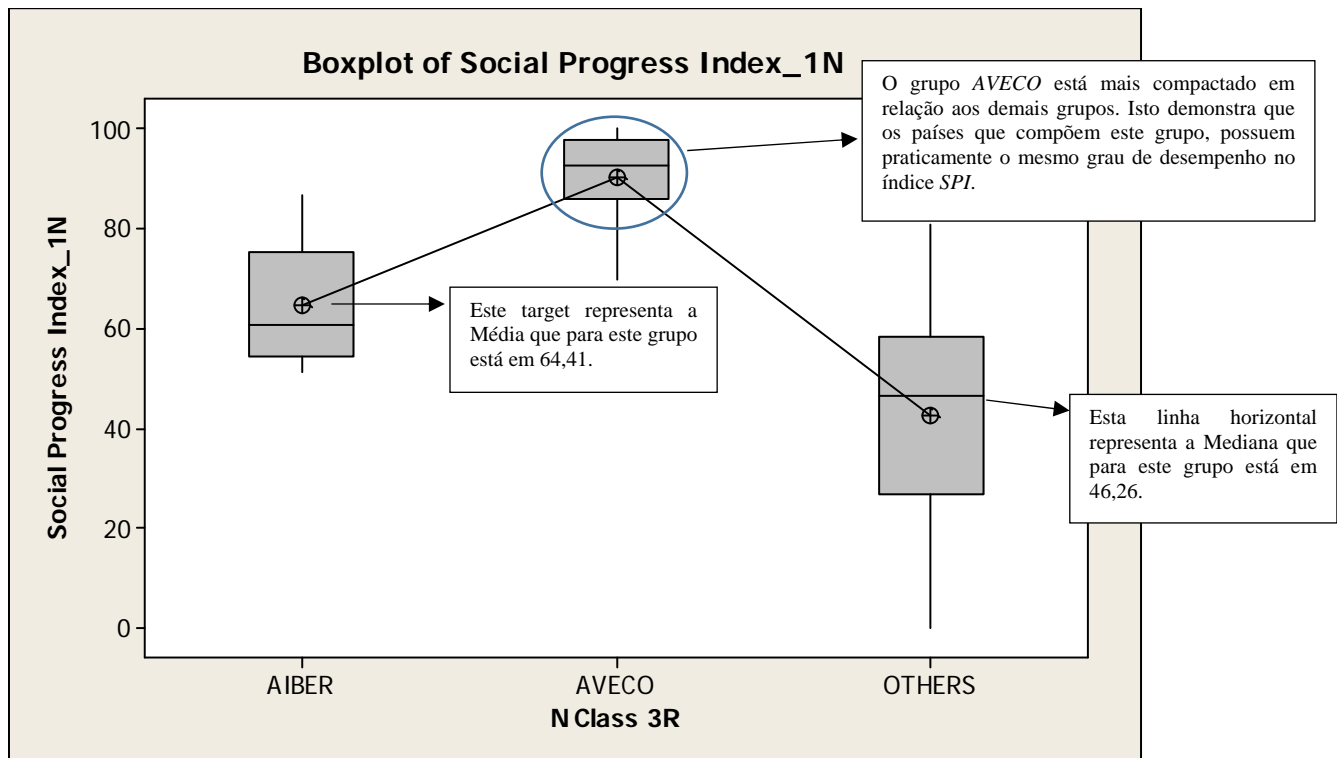 Boxplot of Social Progress Index_1N
O grupo AVECO está mais compactado em
relação aos demais grupos. Isto demonstra que
os países que compõem este grupo, possuem
praticamente o mesmo grau de desempenho no
índice SPI.
Social Progress Index_1N
100
80
60
40
20
0
Este target representa a
Média que para este grupo
está em 64,41.
Esta linha horizontal
representa a Mediana que
para este grupo está em
46,26.
AIBER
AVECO
OTHERS
N Class 3R